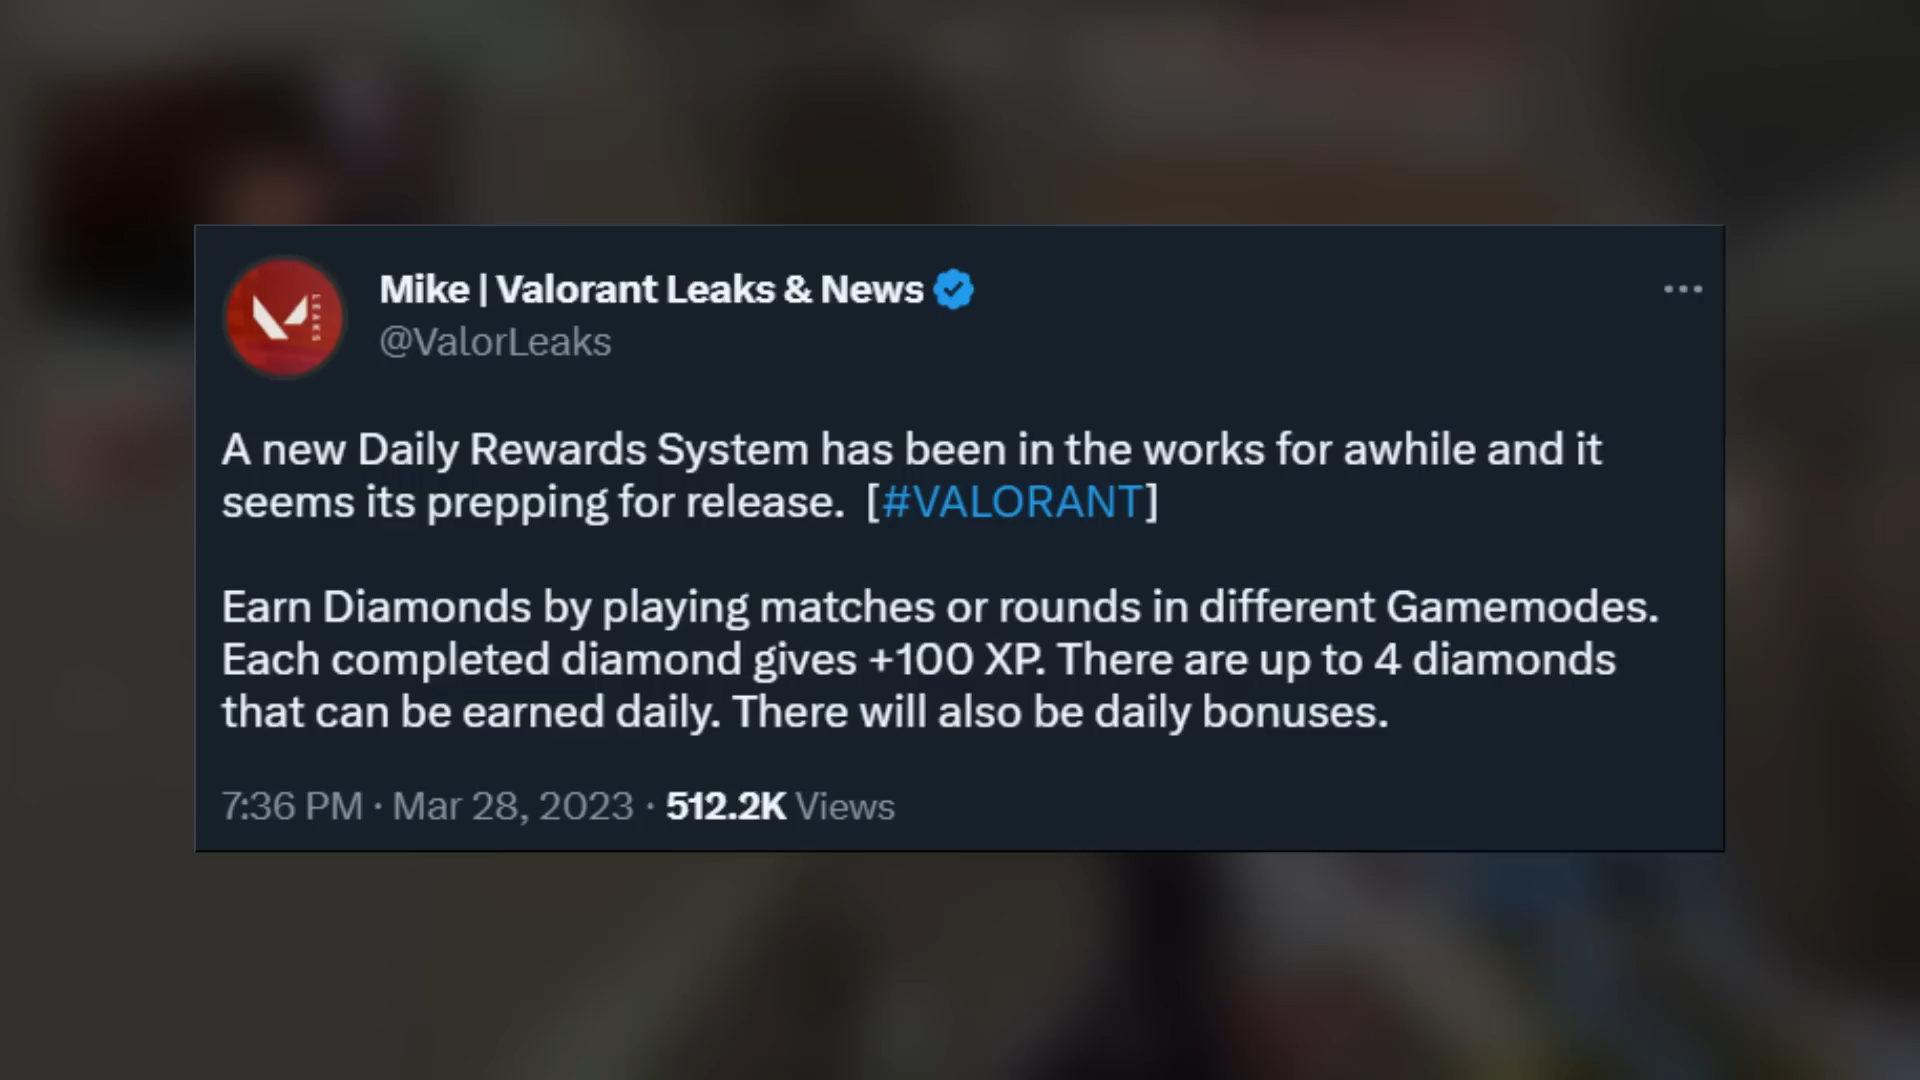 Mike | Valorant Leaks & News
@ValorLeaks
LEAKS
A new Daily Rewards System has been in the works for awhile and it
seems its prepping for release. [#VALORANT]
Earn Diamonds by playing matches or rounds in different Gamemodes.
Each completed diamond gives +100 XP. There are up to 4 diamonds
that can be earned daily. There will also be daily bonuses.
7:36 PM · Mar 28, 2023 · 512.2K Views